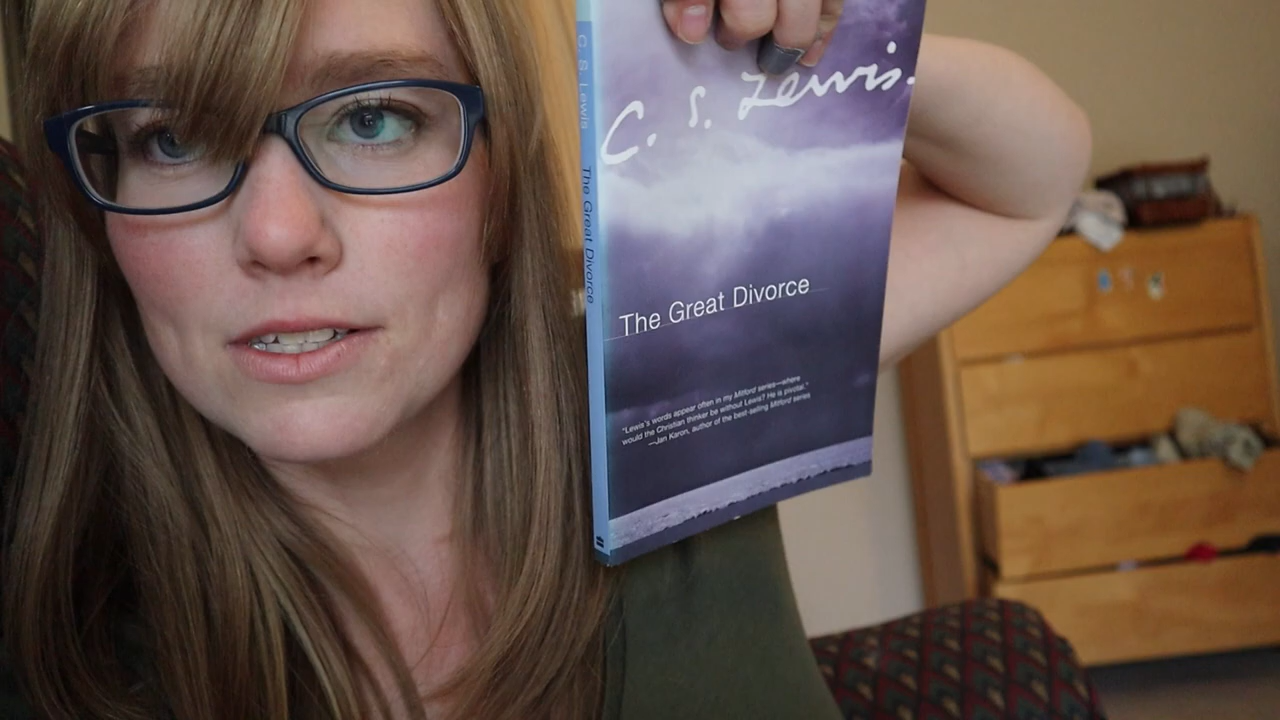 C. S. Lewis
The Great Divorce
C. S. Lewis.
The Great Divorce
"Lewis's words appear often in my Mitford series—where
would the Christian thinker be without Lewis? He is pivotal."
—Jan Karon, author of the best-selling Mitford series